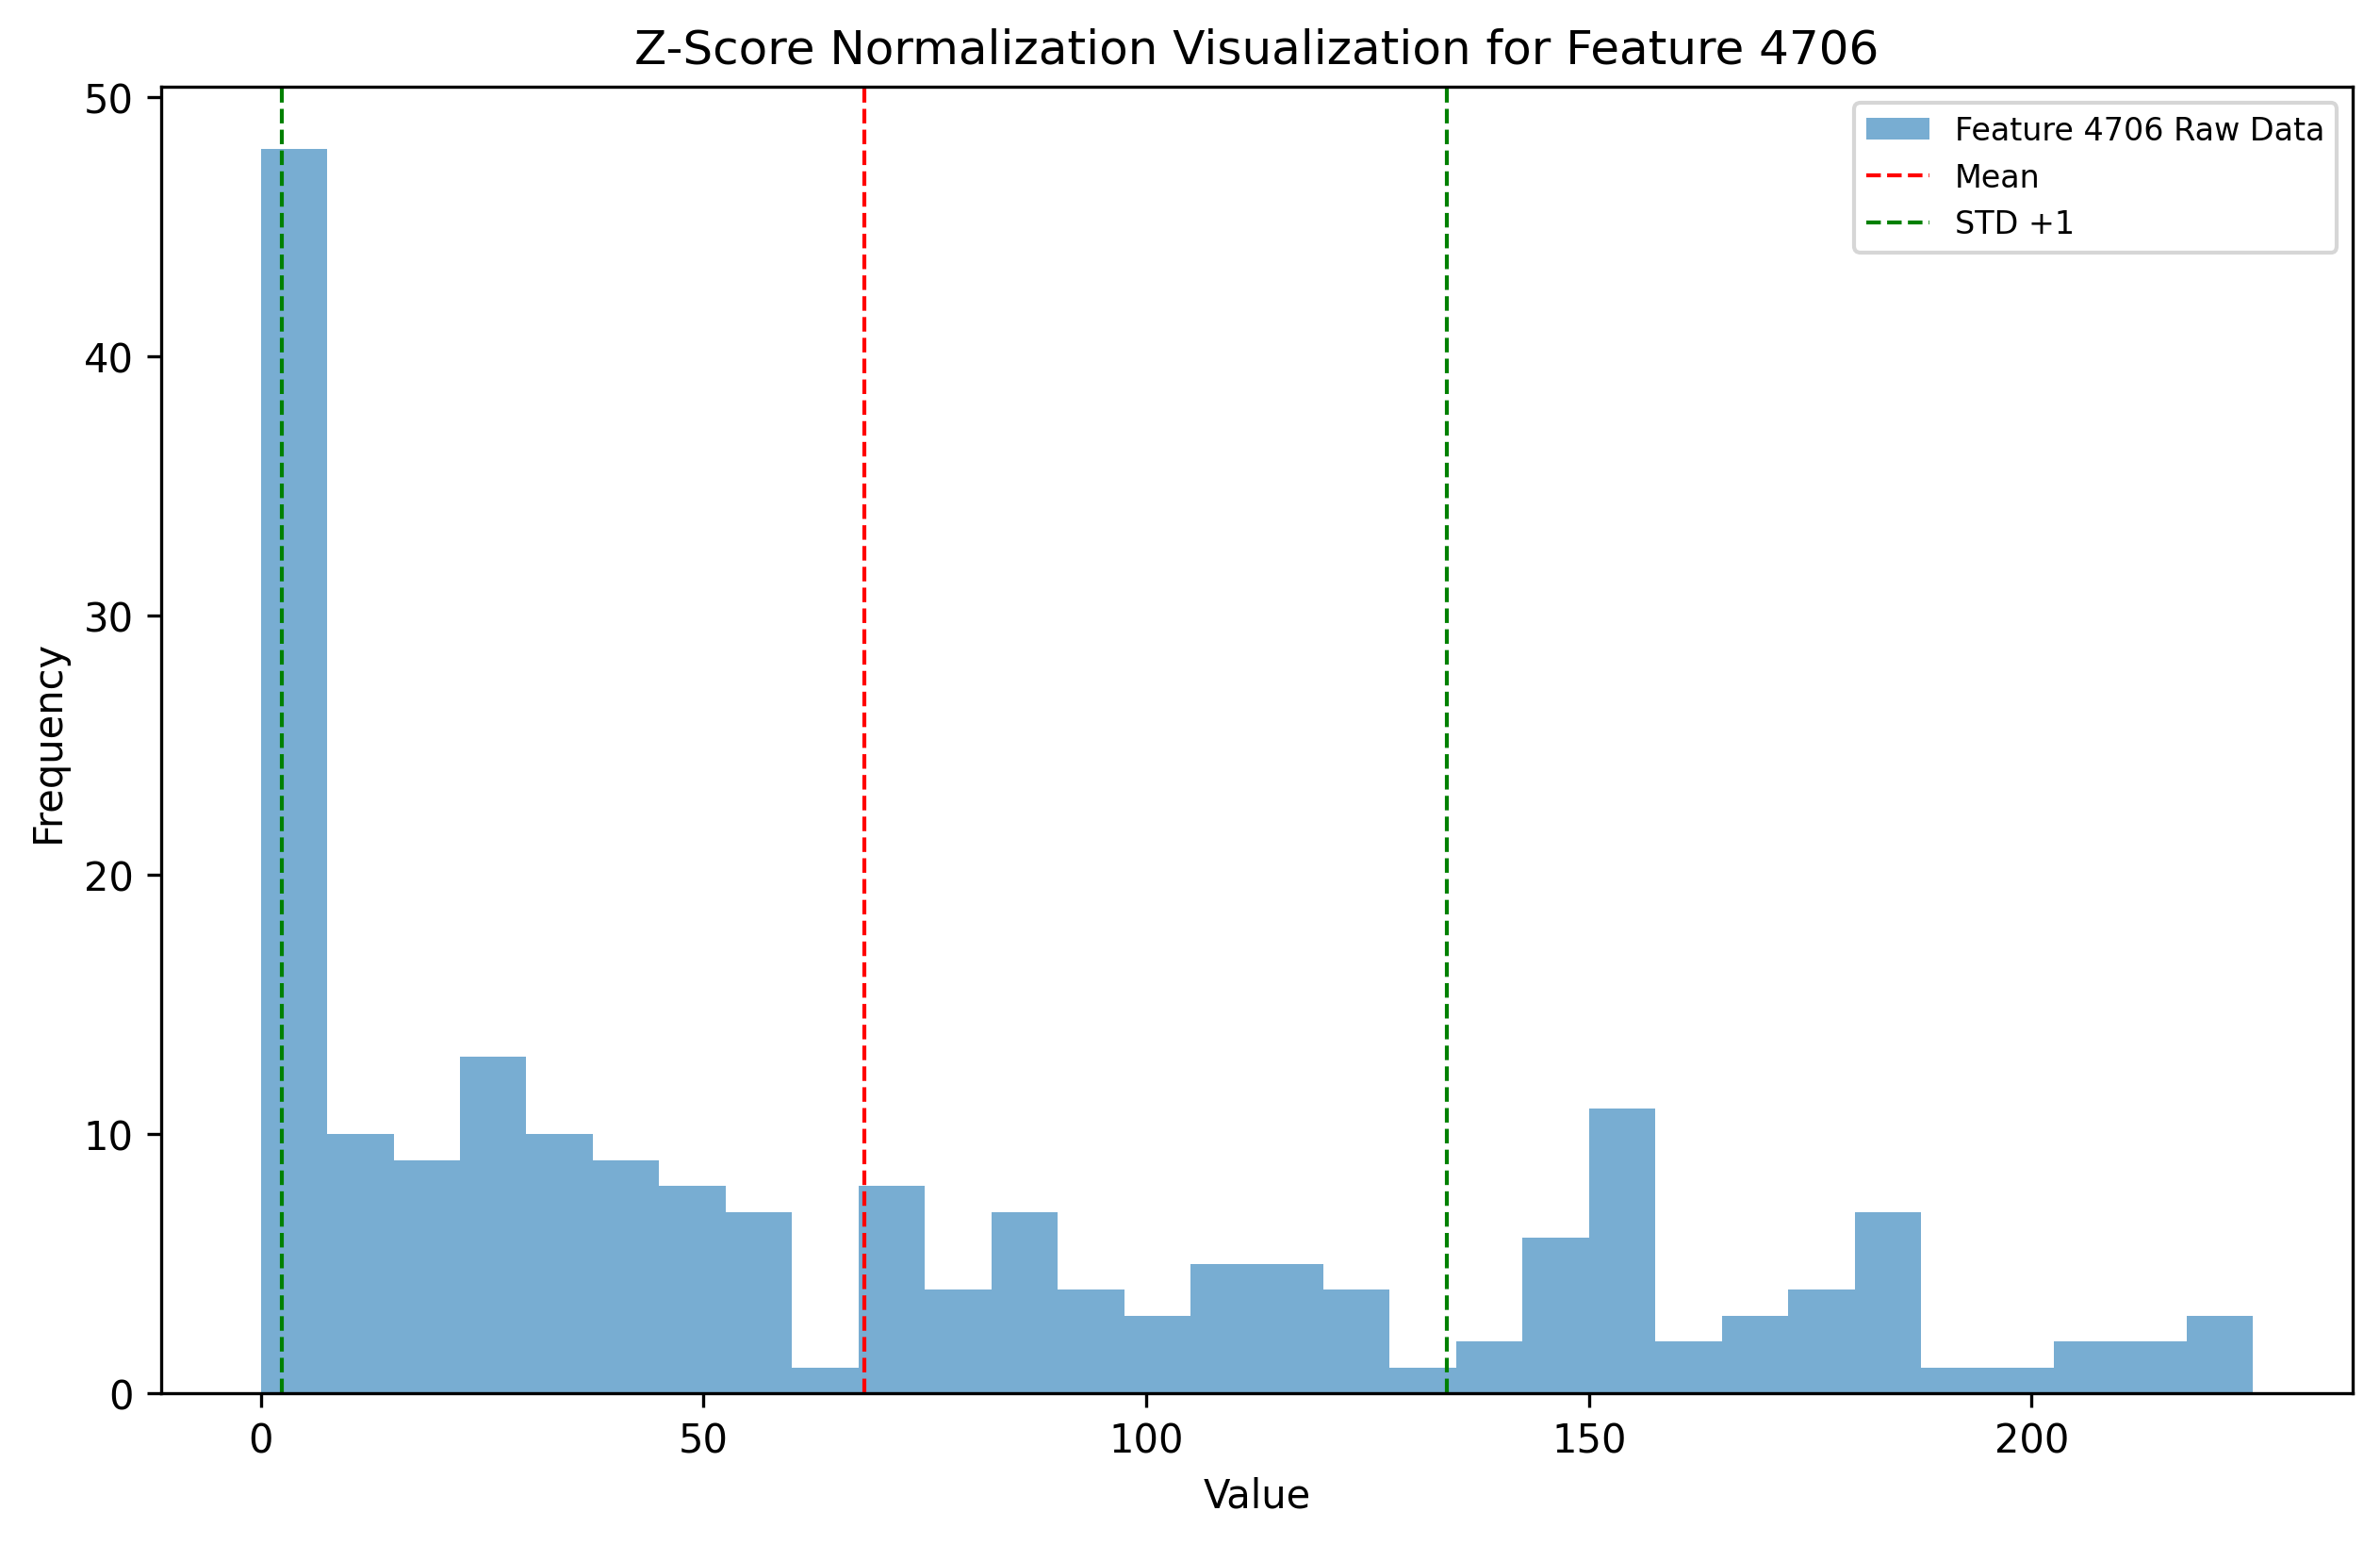 Z-Score Normalization Visualization for Feature 4706
Feature 4706 Raw Data
Mean
STD +1
50
40
30
20
10
0
Frequency
0 50 100 150 200
Value